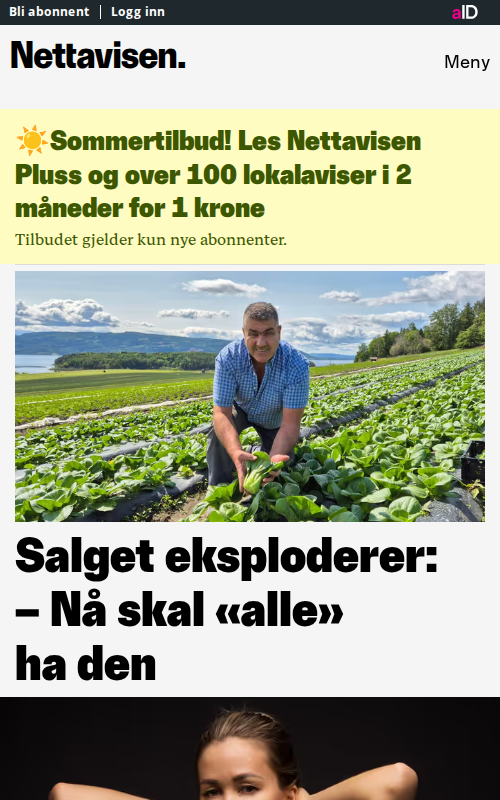 Bli abonnent | Logg inn
aID
Nettavisen.
Meny
☀️Sommertilbud! Les Nettavisen
Pluss og over 100 lokalaviser i 2
måneder for 1 krone
Tilbudet gjelder kun nye abonnenter.
Salget eksploderer:
– Nå skal «alle»
ha den